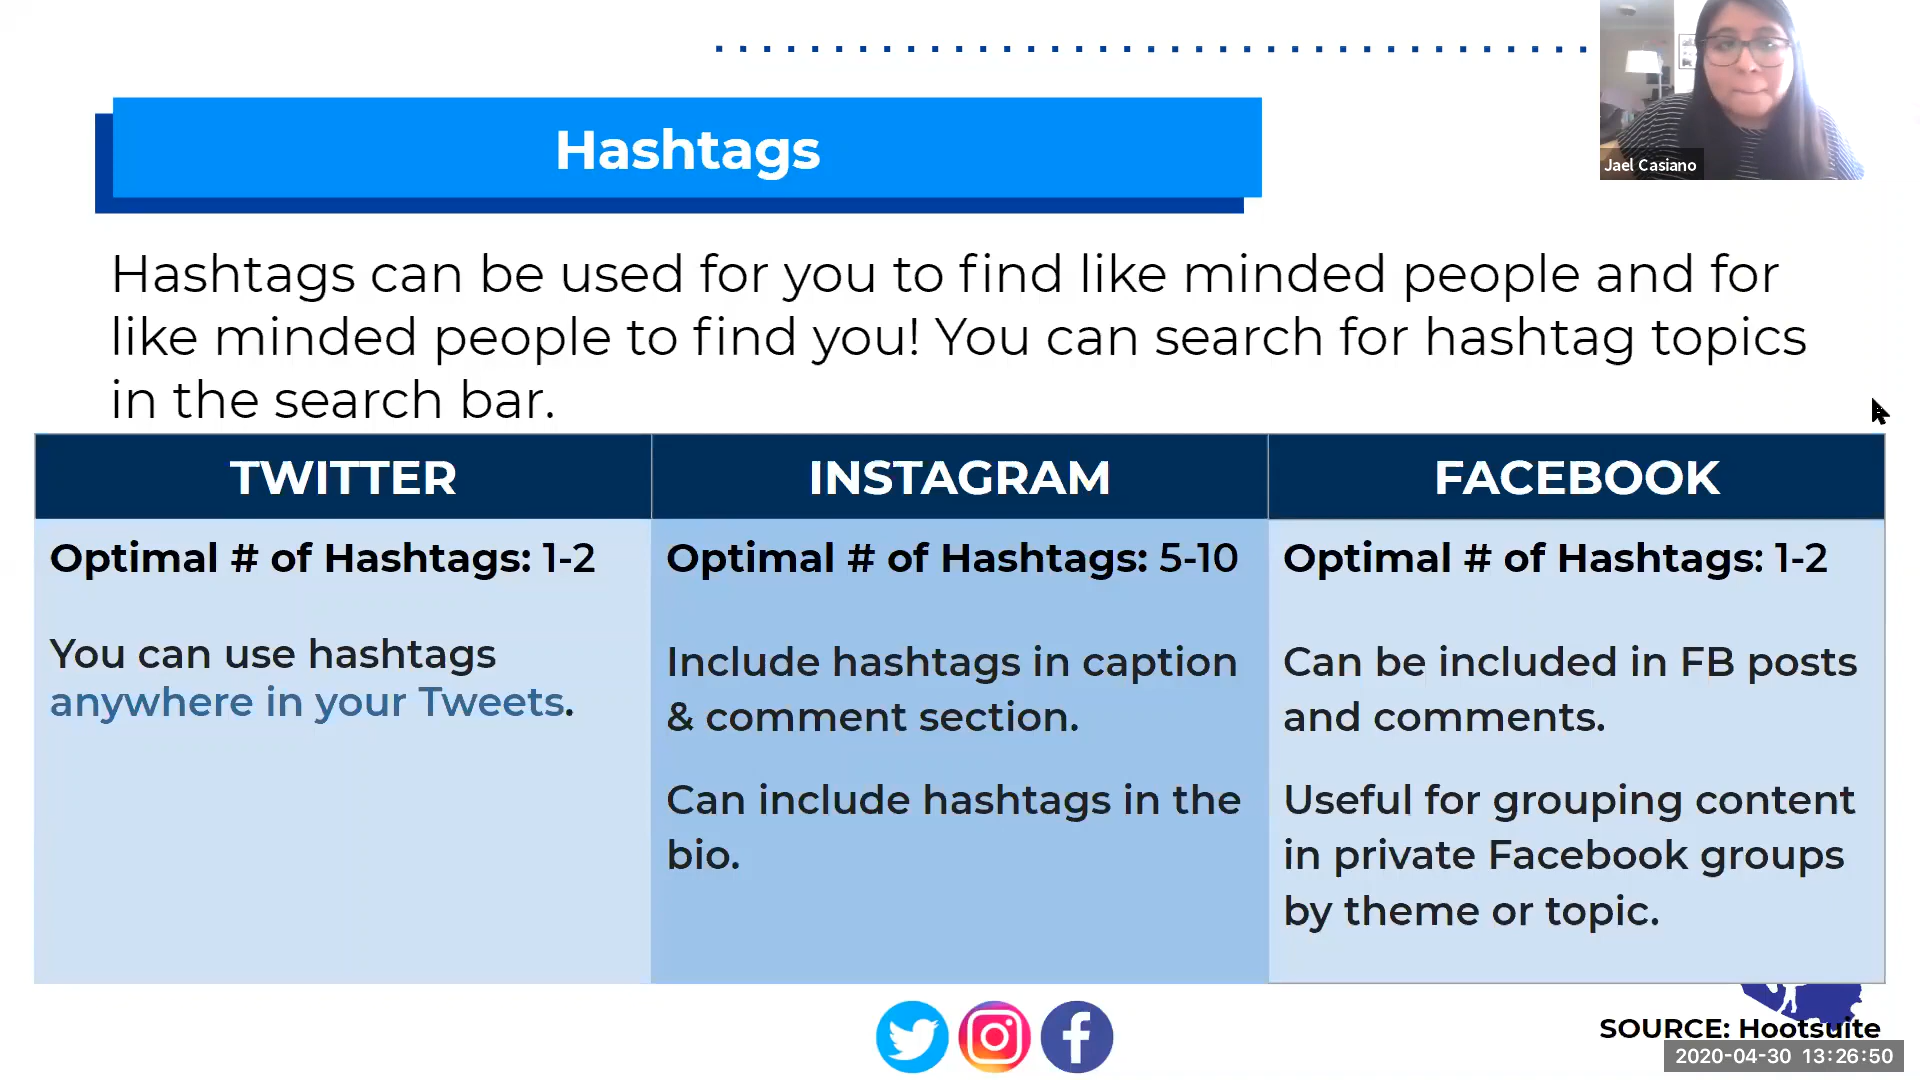 Jael Casiano
Hashtags
Hashtags can be used for you to find like minded people and for
like minded people to find you! You can search for hashtag topics
in the search bar.
TWITTER
INSTAGRAM
FACEBOOK
Optimal # of Hashtags: 1-2
You can use hashtags
anywhere in your Tweets.
Optimal # of Hashtags: 5-10
Include hashtags in caption
& comment section.
Can include hashtags in the
bio.
Optimal # of Hashtags: 1-2
Can be included in FB posts
and comments.
Useful for grouping content
in private Facebook groups
by theme or topic.
SOURCE: Hootsuite
2020-04-30 13:26:50